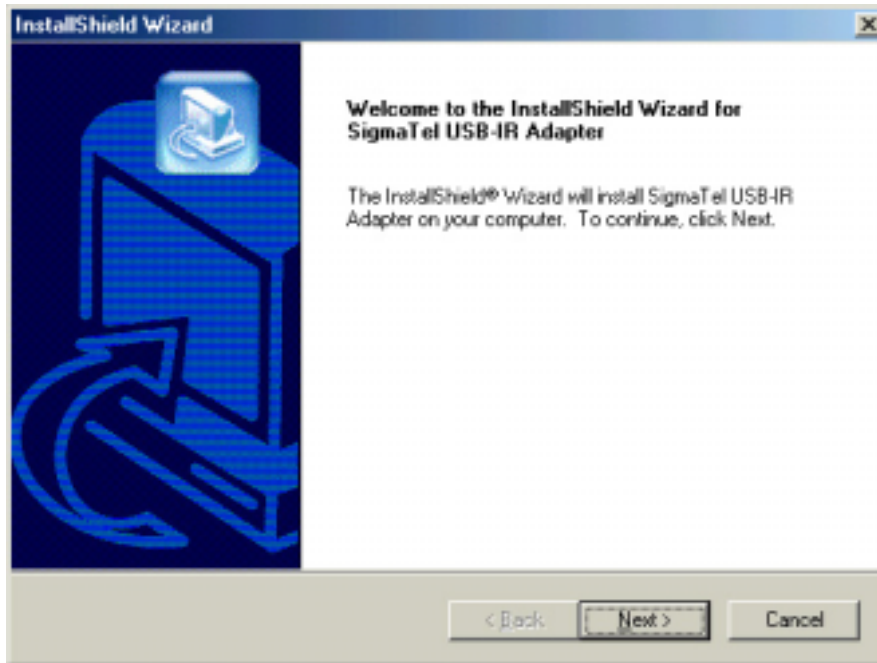 InstallShield Wizard
Welcome to the InstallShield Wizard for
SigmaTel USB-IR Adapter
The InstallShield® Wizard will install SigmaTel USB-IR
Adapter on your computer. To continue, click Next.
< Back
Next >
Cancel